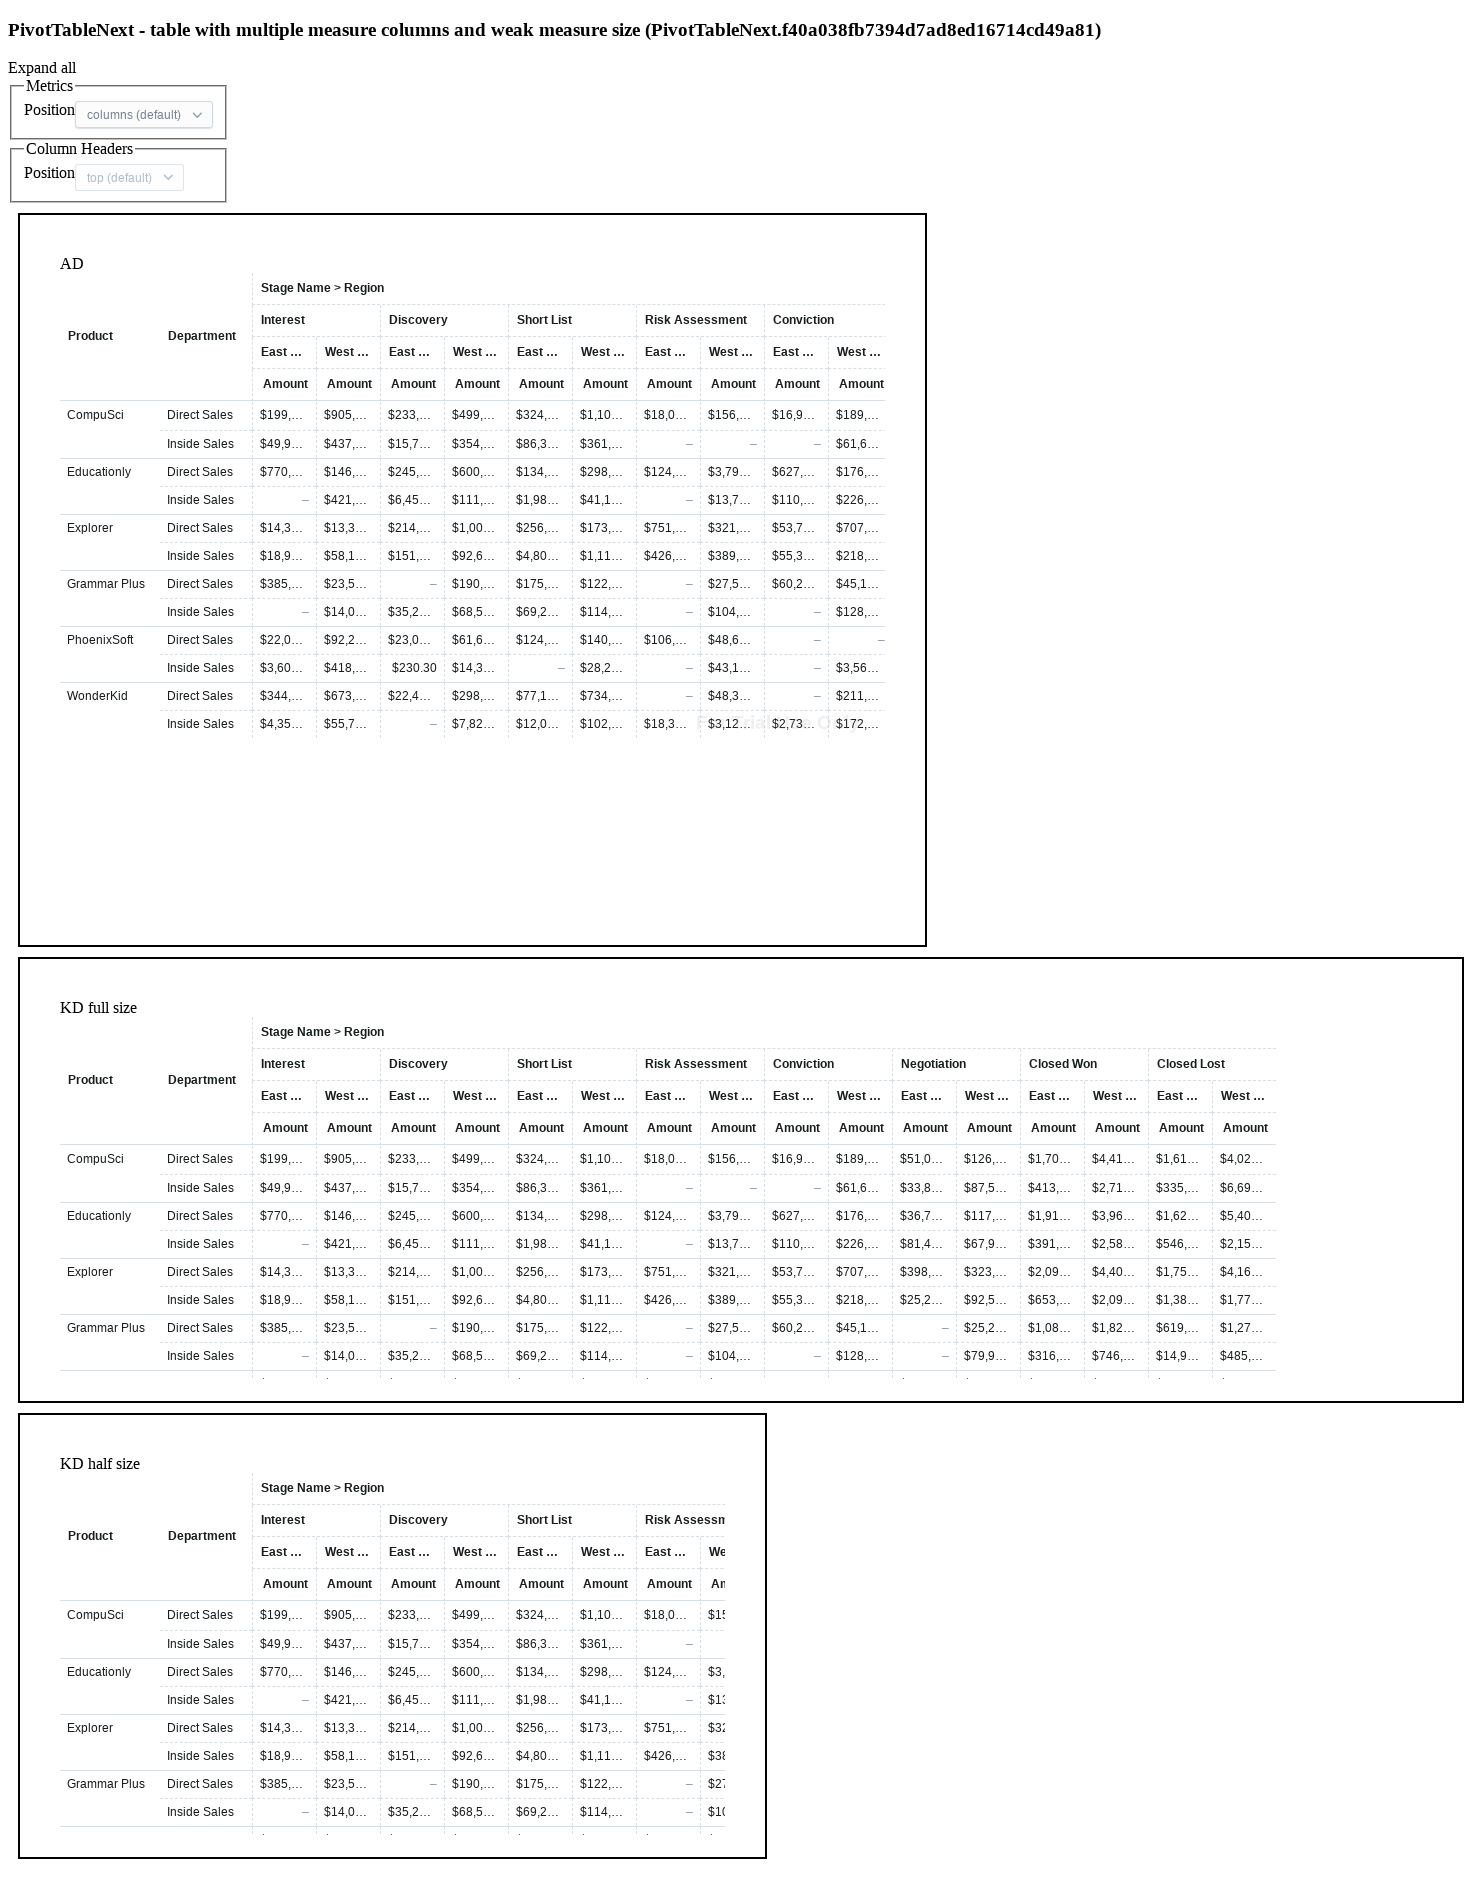 PivotTableNext - table with multiple measure columns and weak measure size (PivotTableNext.f40a038fb7394d7ad8ed16714cd49a81)
Expand all
Metrics
Position columns (default)
Column Headers
Position top (default)
AD
Stage Name > Region
Interest Discovery Short List Risk Assessment Conviction
Product Department
East … West … East … West … East … West … East … West … East … West …
Amount Amount Amount Amount Amount Amount Amount Amount Amount Amount
CompuSci Direct Sales $199,… $905,… $233,… $499,… $324,… $1,10… $18,0… $156,… $16,9… $189,…
Inside Sales $49,9… $437,… $15,7… $354,… $86,3… $361,… – – – $61,6…
Educationly Direct Sales $770,… $146,… $245,… $600,… $134,… $298,… $124,… $3,79… $627,… $176,…
Inside Sales – $421,… $6,45… $111,… $1,98… $41,1… – $13,7… $110,… $226,…
Explorer Direct Sales $14,3… $13,3… $214,… $1,00… $256,… $173,… $751,… $321,… $53,7… $707,…
Inside Sales $18,9… $58,1… $151,… $92,6… $4,80… $1,11… $426,… $389,… $55,3… $218,…
Grammar Plus Direct Sales $385,… $23,5… – $190,… $175,… $122,… – $27,5… $60,2… $45,1…
Inside Sales – $14,0… $35,2… $68,5… $69,2… $114,… – $104,… – $128,…
PhoenixSoft Direct Sales $22,0… $92,2… $23,0… $61,6… $124,… $140,… $106,… $48,6… – –
Inside Sales $3,60… $418,… $230.30 $14,3… – $28,2… – $43,1… – $3,56…
WonderKid Direct Sales $344,… $673,… $22,4… $298,… $77,1… $734,… – $48,3… – $211,…
Inside Sales $4,35… $55,7… – $7,82… $12,0… $102,… $18,3… $3,12… $2,73… $172,…
KD full size
Stage Name > Region
Interest Discovery Short List Risk Assessment Conviction Negotiation Closed Won Closed Lost
Product Department
East … West … East … West … East … West … East … West … East … West … East … West … East … West … East … West …
Amount Amount Amount Amount Amount Amount Amount Amount Amount Amount Amount Amount Amount Amount Amount Amount
CompuSci Direct Sales $199,… $905,… $233,… $499,… $324,… $1,10… $18,0… $156,… $16,9… $189,… $51,0… $126,… $1,70… $4,41… $1,61… $4,02…
Inside Sales $49,9… $437,… $15,7… $354,… $86,3… $361,… – – – $61,6… $33,8… $87,5… $413,… $2,71… $335,… $6,69…
Educationly Direct Sales $770,… $146,… $245,… $600,… $134,… $298,… $124,… $3,79… $627,… $176,… $36,7… $117,… $1,91… $3,96… $1,62… $5,40…
Inside Sales – $421,… $6,45… $111,… $1,98… $41,1… – $13,7… $110,… $226,… $81,4… $67,9… $391,… $2,58… $546,… $2,15…
Explorer Direct Sales $14,3… $13,3… $214,… $1,00… $256,… $173,… $751,… $321,… $53,7… $707,… $398,… $323,… $2,09… $4,40… $1,75… $4,16…
Inside Sales $18,9… $58,1… $151,… $92,6… $4,80… $1,11… $426,… $389,… $55,3… $218,… $25,2… $92,5… $653,… $2,09… $1,38… $1,77…
Grammar Plus Direct Sales $385,… $23,5… – $190,… $175,… $122,… – $27,5… $60,2… $45,1… – $25,2… $1,08… $1,82… $619,… $1,27…
Inside Sales – $14,0… $35,2… $68,5… $69,2… $114,… – $104,… – $128,… – $79,9… $316,… $746,… $14,9… $485,…
KD half size
Stage Name > Region
Interest Discovery Short List Risk Assessm
Product Department
East … West … East … West … East … West … East … We
Amount Amount Amount Amount Amount Amount Amount An
CompuSci Direct Sales $199,… $905,… $233,… $499,… $324,… $1,10… $18,0… $15
Inside Sales $49,9… $437,… $15,7… $354,… $86,3… $361,… –
Educationly Direct Sales $770,… $146,… $245,… $600,… $134,… $298,… $124,… $3,
Inside Sales – $421,… $6,45… $111,… $1,98… $41,1… – $13
Explorer Direct Sales $14,3… $13,3… $214,… $1,00… $256,… $173,… $751,… $32
Inside Sales $18,9… $58,1… $151,… $92,6… $4,80… $1,11… $426,… $38
Grammar Plus Direct Sales $385,… $23,5… – $190,… $175,… $122,… – $27
Inside Sales – $14,0… $35,2… $68,5… $69,2… $114,… – $10